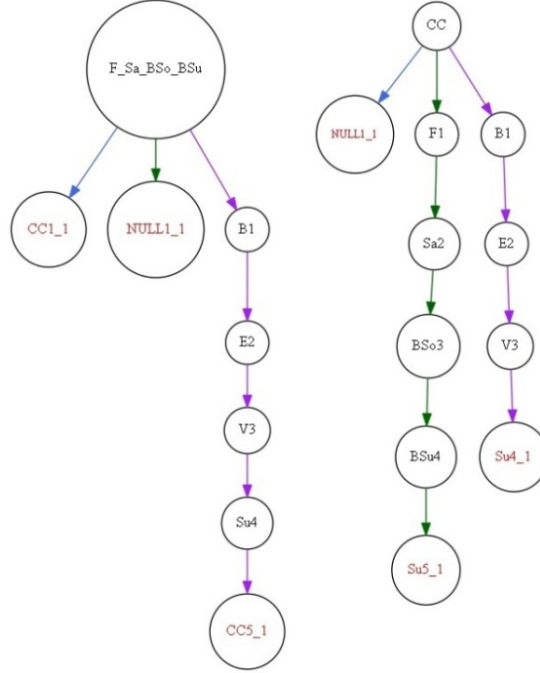 F_Sa_BSo_BSu
CC1_1
NULL1_1
B1
E2
V3
Su4
CC5_1
CC
NULL1_1
F1
B1
Sa2
E2
BSo3
V3
BSu4
Su4_1
Su5_1